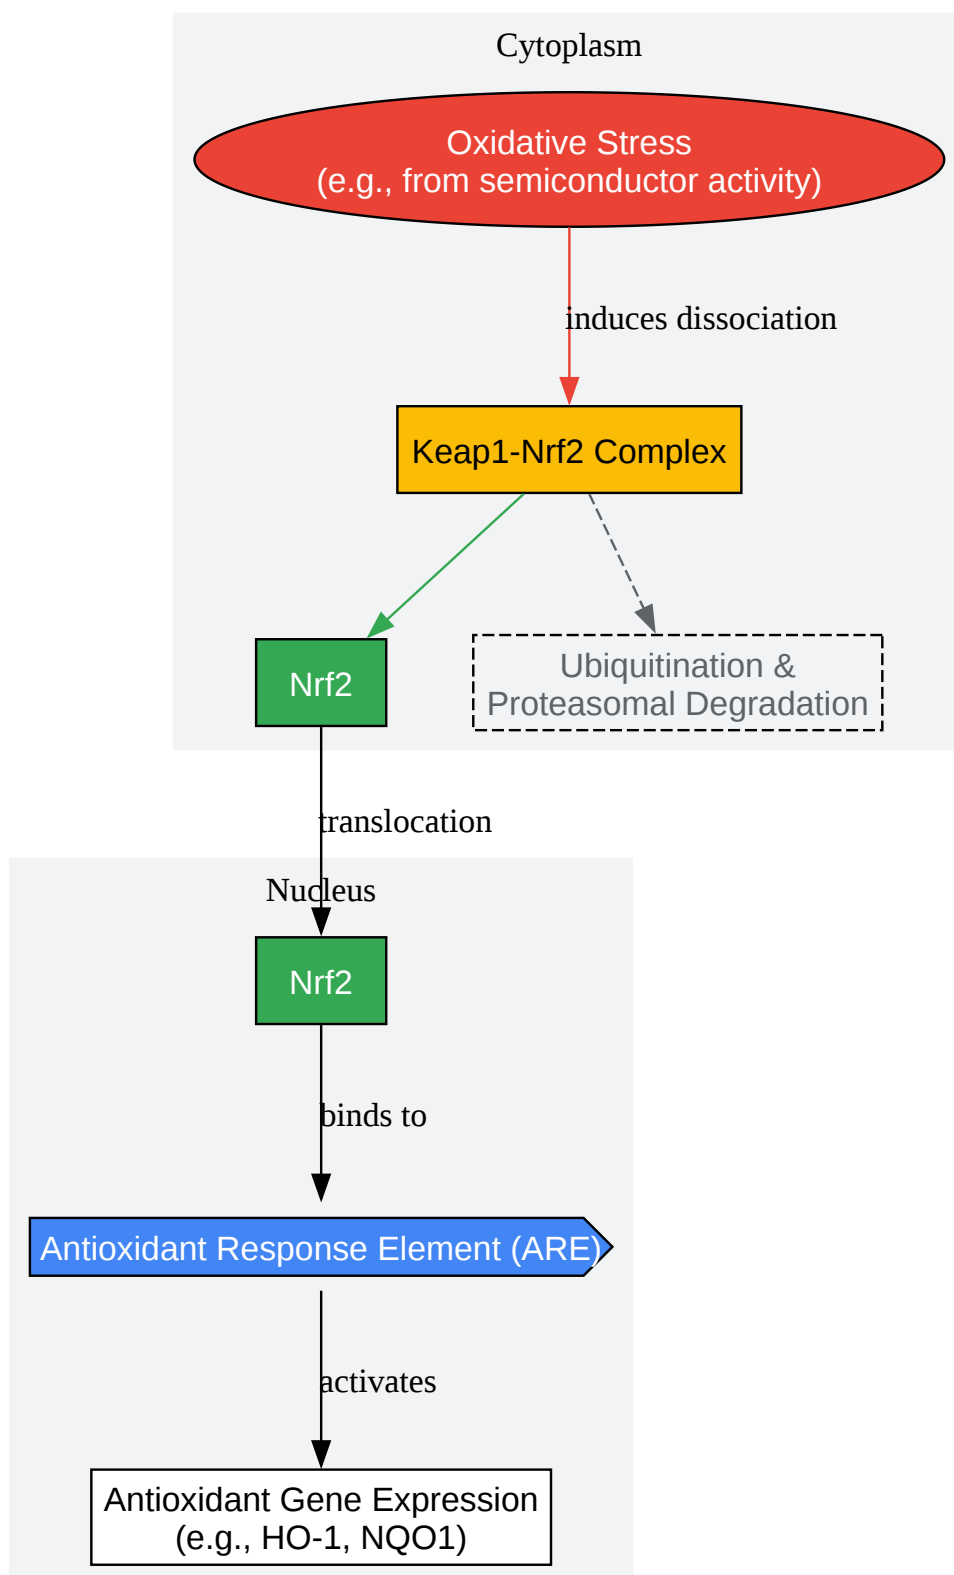 Cytoplasm
Oxidative Stress
(e.g., from semiconductor activity)
induces dissociation
Keap1-Nrf2 Complex
Nrf2
Ubiquitination &
Proteasomal Degradation
translocation
Nucleus
Nrf2
binds to
Antioxidant Response Element (ARE)
activates
Antioxidant Gene Expression
(e.g., HO-1, NQO1)